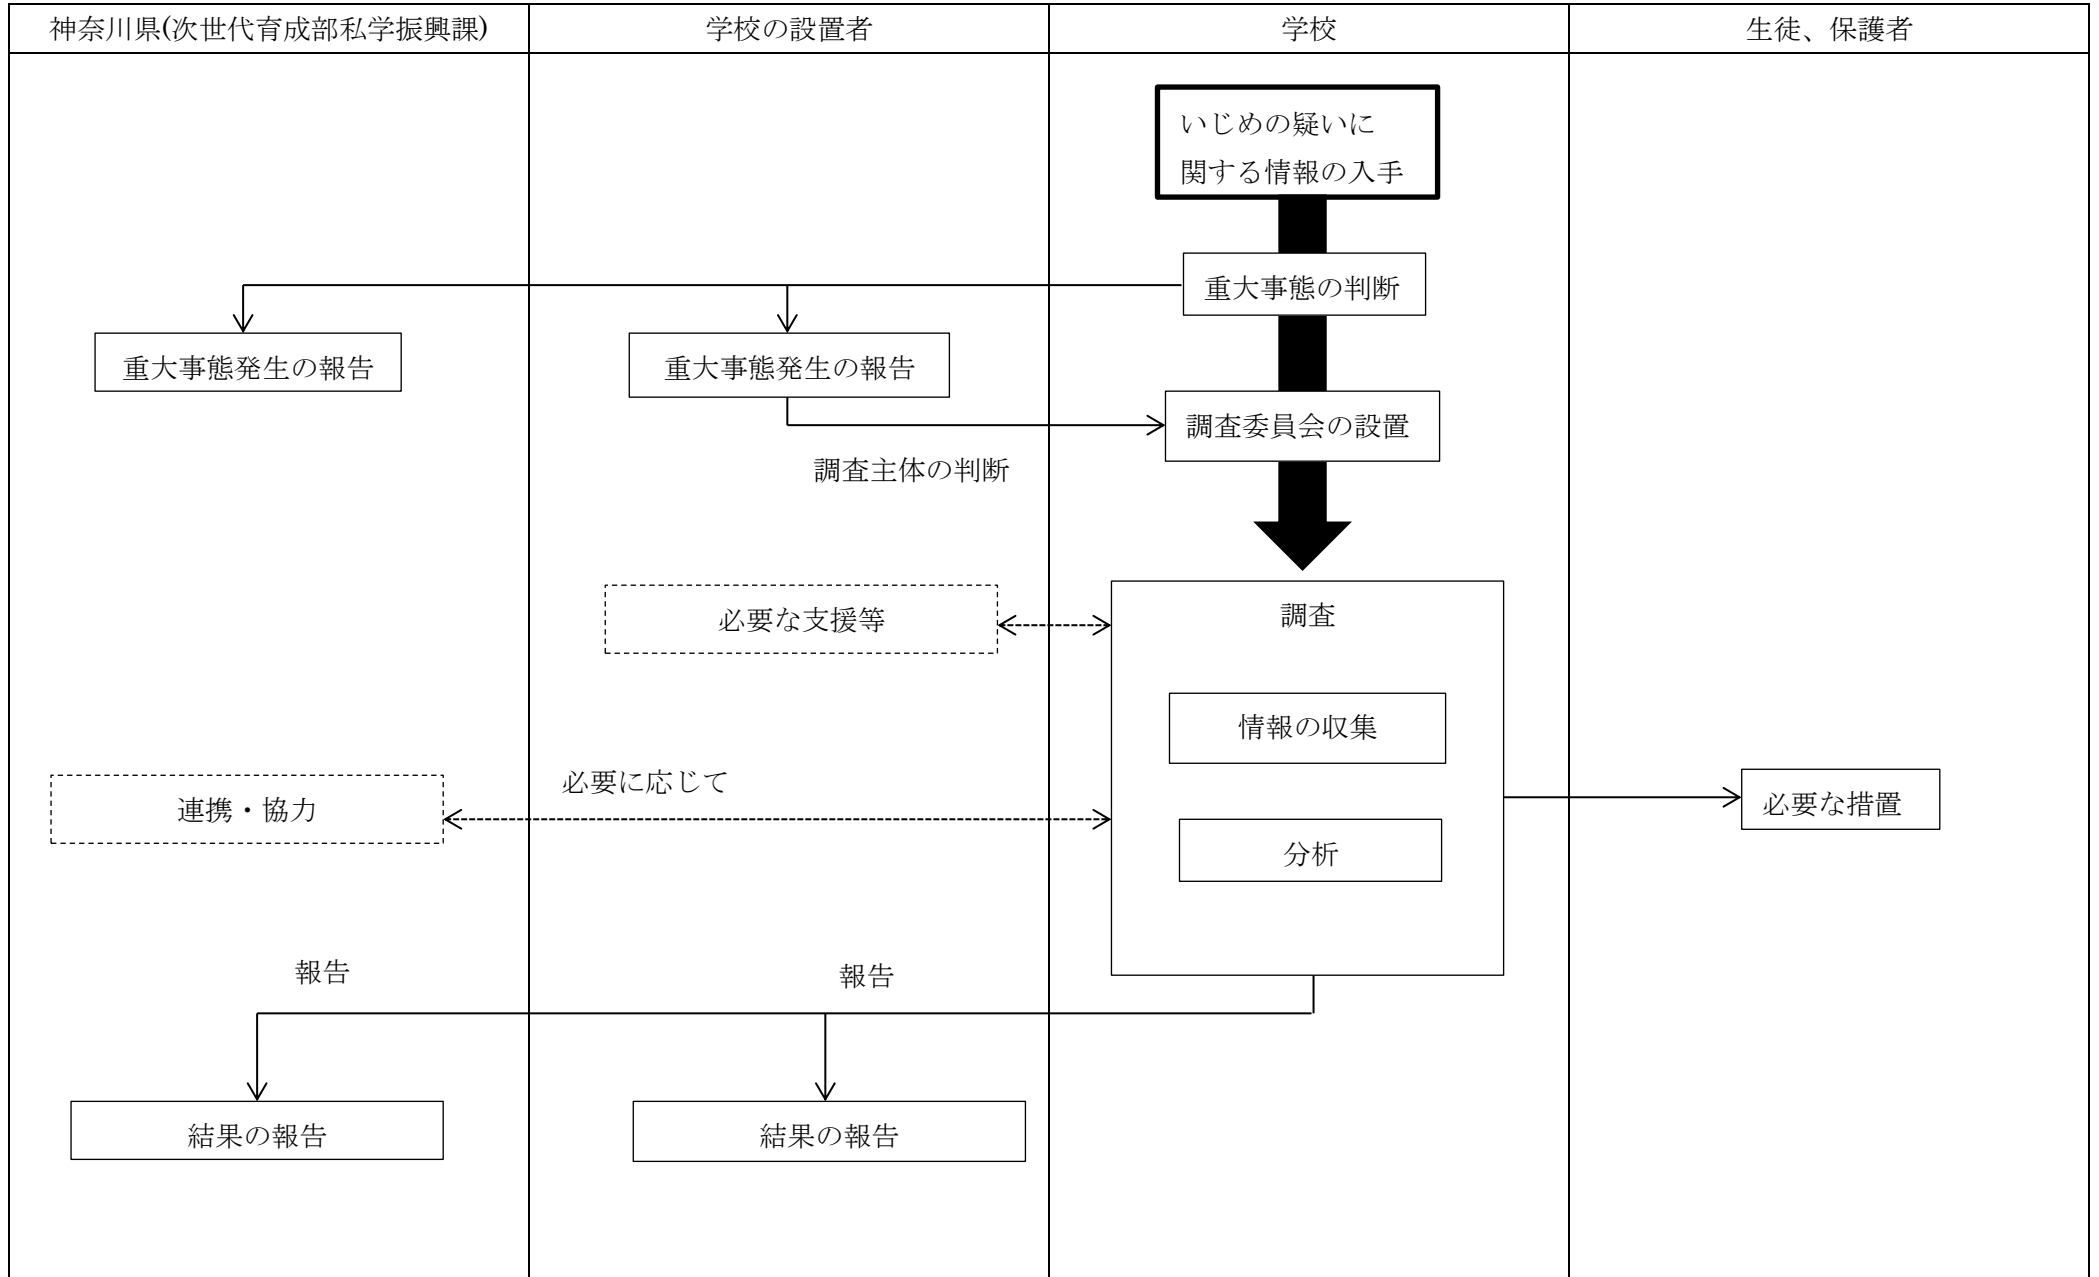 神奈川県(次世代育成部私学振興課)
学校の設置者
学校
生徒、保護者
いじめの疑いに
関する情報の入手
重大事態の判断
重大事態発生の報告
重大事態発生の報告
調査委員会の設置
調査主体の判断
必要な支援等
調査
情報の収集
必要に応じて
連携・協力
必要な措置
分析
報告
報告
結果の報告
結果の報告